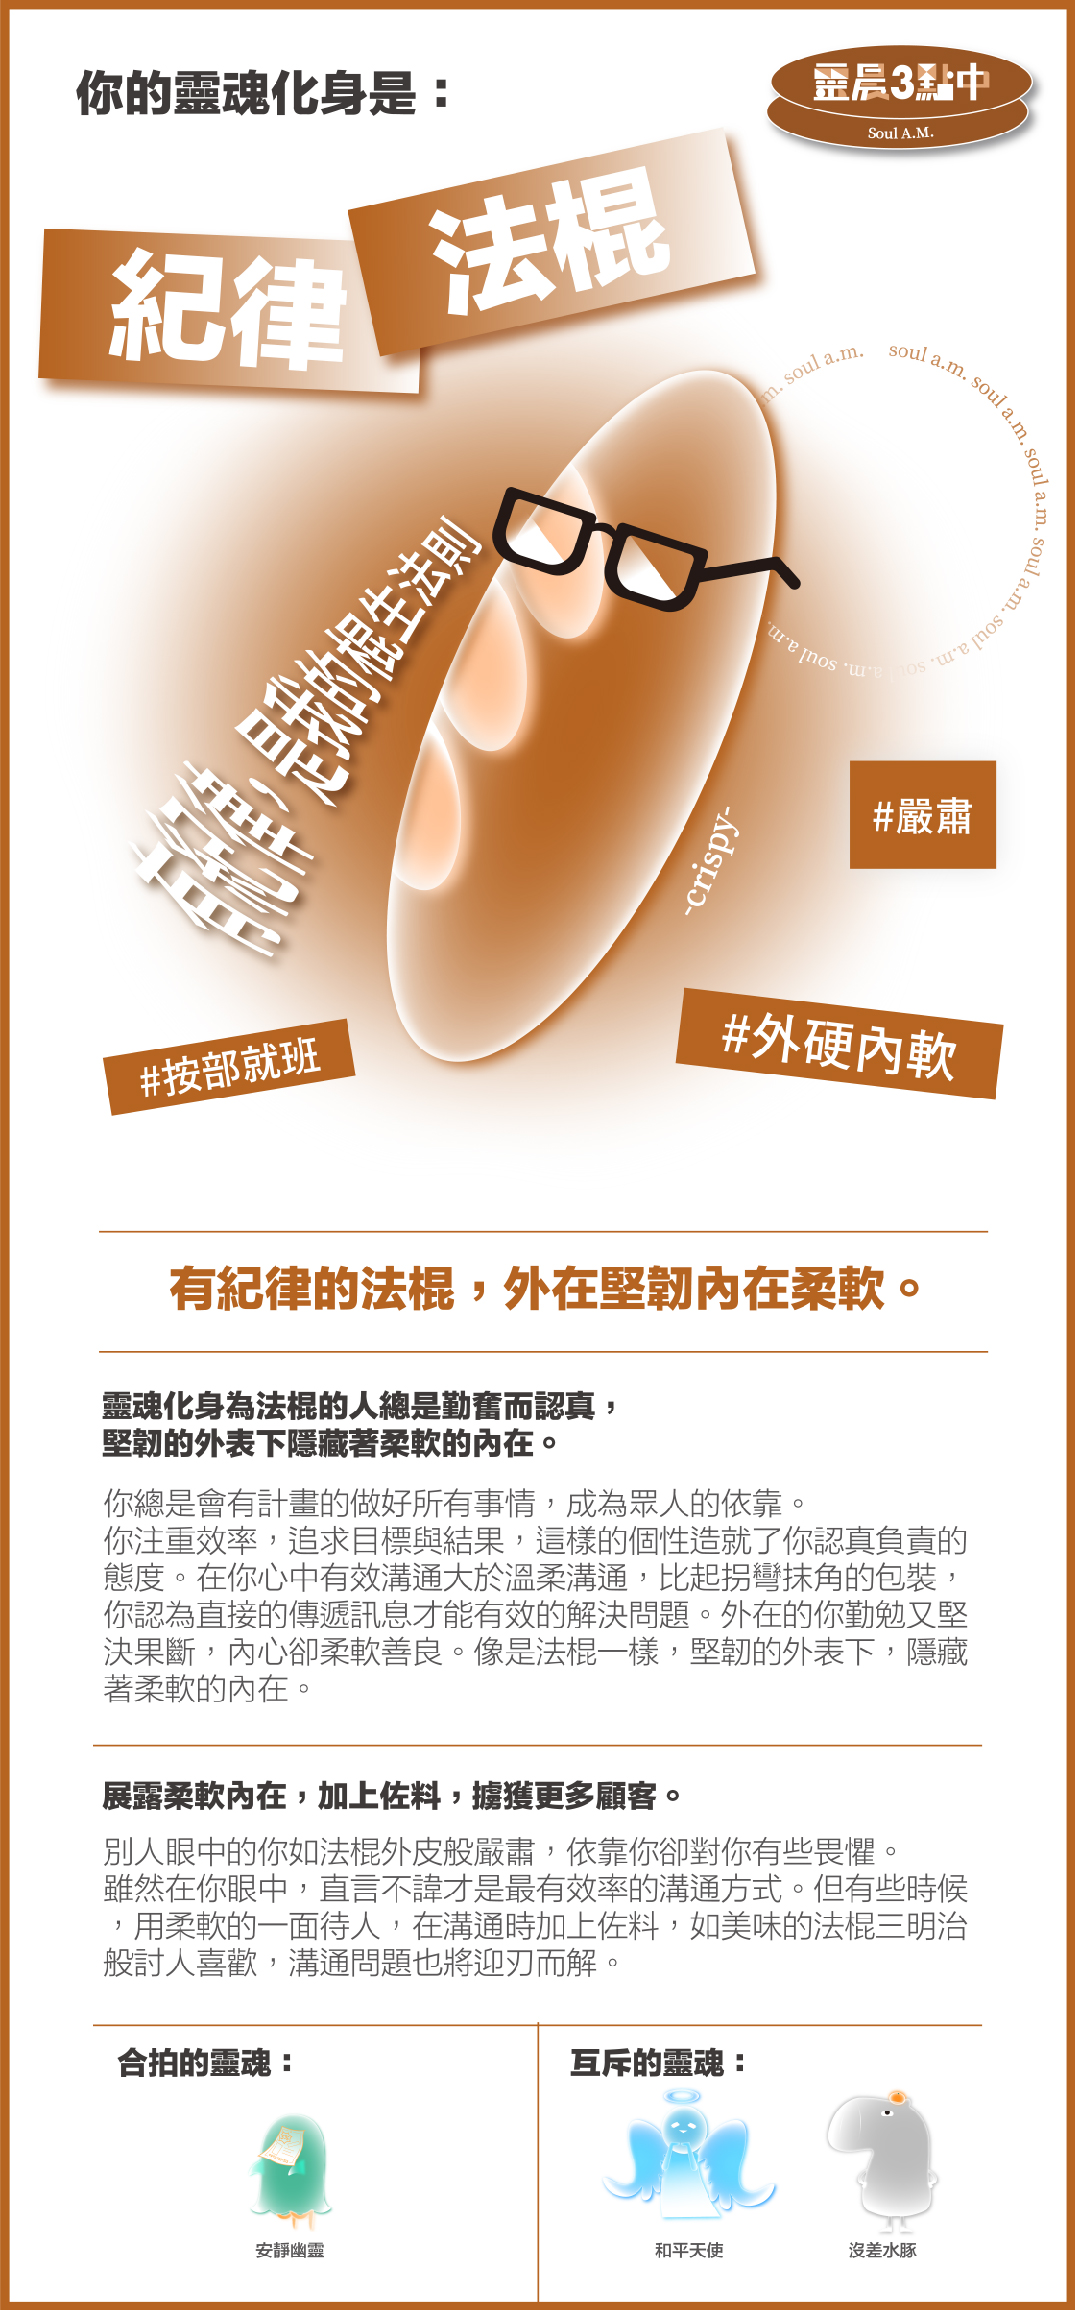 你的靈魂化身是：
靈晨3點中
Soul A.M.
紀律
法棍
soul a.m. soul a.m. soul a.m. soul a.m. soul a.m. soul a.m. soul a.m. soul a.m.
有紀律，是我的棍生法則
-crispy-
#嚴肅
#按部就班
#外硬內軟
有紀律的法棍，外在堅韌內在柔軟。
靈魂化身為法棍的人總是勤奮而認真，
堅韌的外表下隱藏著柔軟的內在。
你總是會有計畫的做好所有事情，成為眾人的依靠。
你注重效率，追求目標與結果，這樣的個性造就了你認真負責的
態度。在你心中有效溝通大於溫柔溝通，比起拐彎抹角的包裝，
你認為直接的傳遞訊息才能有效的解決問題。外在的你勤勉又堅
決果斷，內心卻柔軟善良。像是法棍一樣，堅韌的外表下，隱藏
著柔軟的內在。
展露柔軟內在，加上佐料，擄獲更多顧客。
別人眼中的你如法棍外皮般嚴肅，依靠你卻對你有些畏懼。
雖然在你眼中，直言不諱才是最有效率的溝通方式。但有些時候
，用柔軟的一面待人，在溝通時加上佐料，如美味的法棍三明治
般討人喜歡，溝通問題也將迎刃而解。
合拍的靈魂：
互斥的靈魂：
安靜幽靈
和平天使
沒差水豚